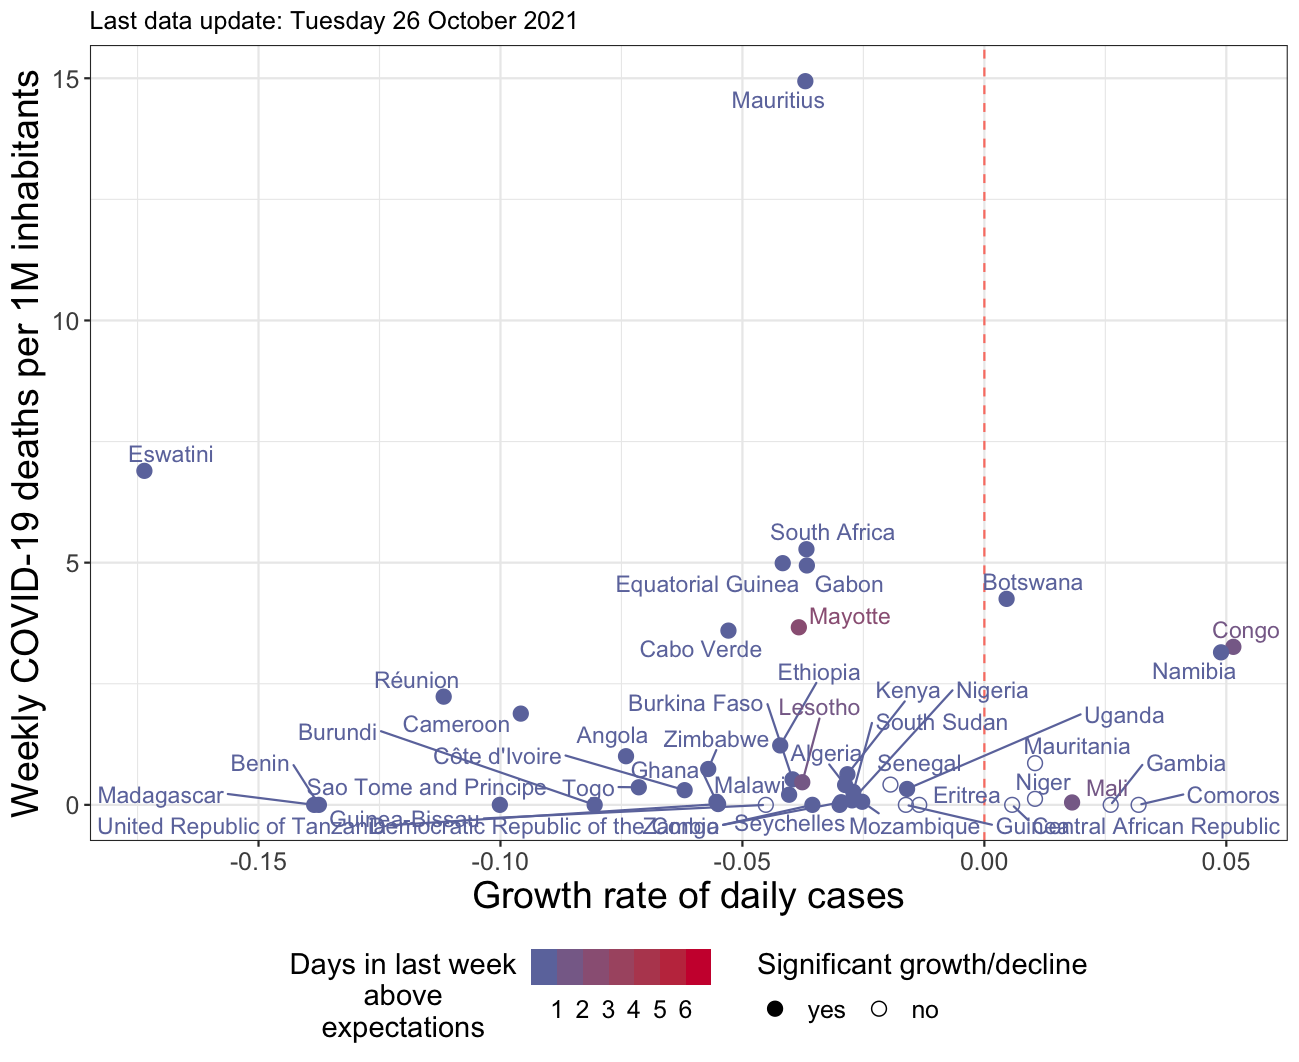 Last data update: Tuesday 26 October 2021
Weekly COVID-19 deaths per 1M inhabitants
15
Mauritius
10
Eswatini
South Africa
5
Equatorial Guinea
Gabon
Botswana
Mayotte
Congo
Cabo Verde
Namibia
Ethiopia
Réunion
Kenya
Nigeria
Burkina Faso
Lesotho
Uganda
Cameroon
South Sudan
Burundi
Angola
Zimbabwe
Mauritania
Côte d'Ivoire
Algeria
Benin
Ghana
Senegal
Gambia
Niger
Sao Tome and Principe
Togo
Malawi
Mali
Madagascar
Eritrea
Comoros
0
Guinea-Bissau
United Republic of Tanzania
Democratic Republic of the Congo
Zambia
Seychelles
Mozambique
Guinea
Central African Republic
-0.15
-0.10
-0.05
0.00
0.05
Growth rate of daily cases
Days in last week
above
expectations
1 2 3 4 5 6
Significant growth/decline
yes
no